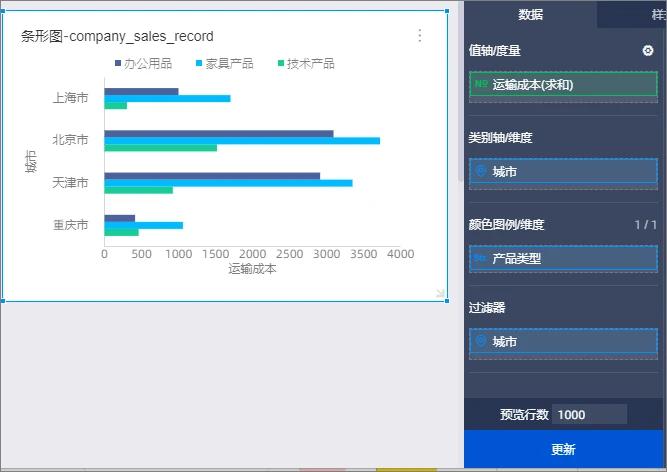 条形图-company_sales_record
办公用品 家具产品 技术产品
城市
上海市
北京市
天津市
重庆市
0 500 1000 1500 2000 2500 3000 3500 4000
运输成本
数据
值轴/度量
Nº 运输成本(求和)
类别轴/维度
城市
颜色图例/维度 1 / 1
产品类型
过滤器
城市
预览行数 1000
更新